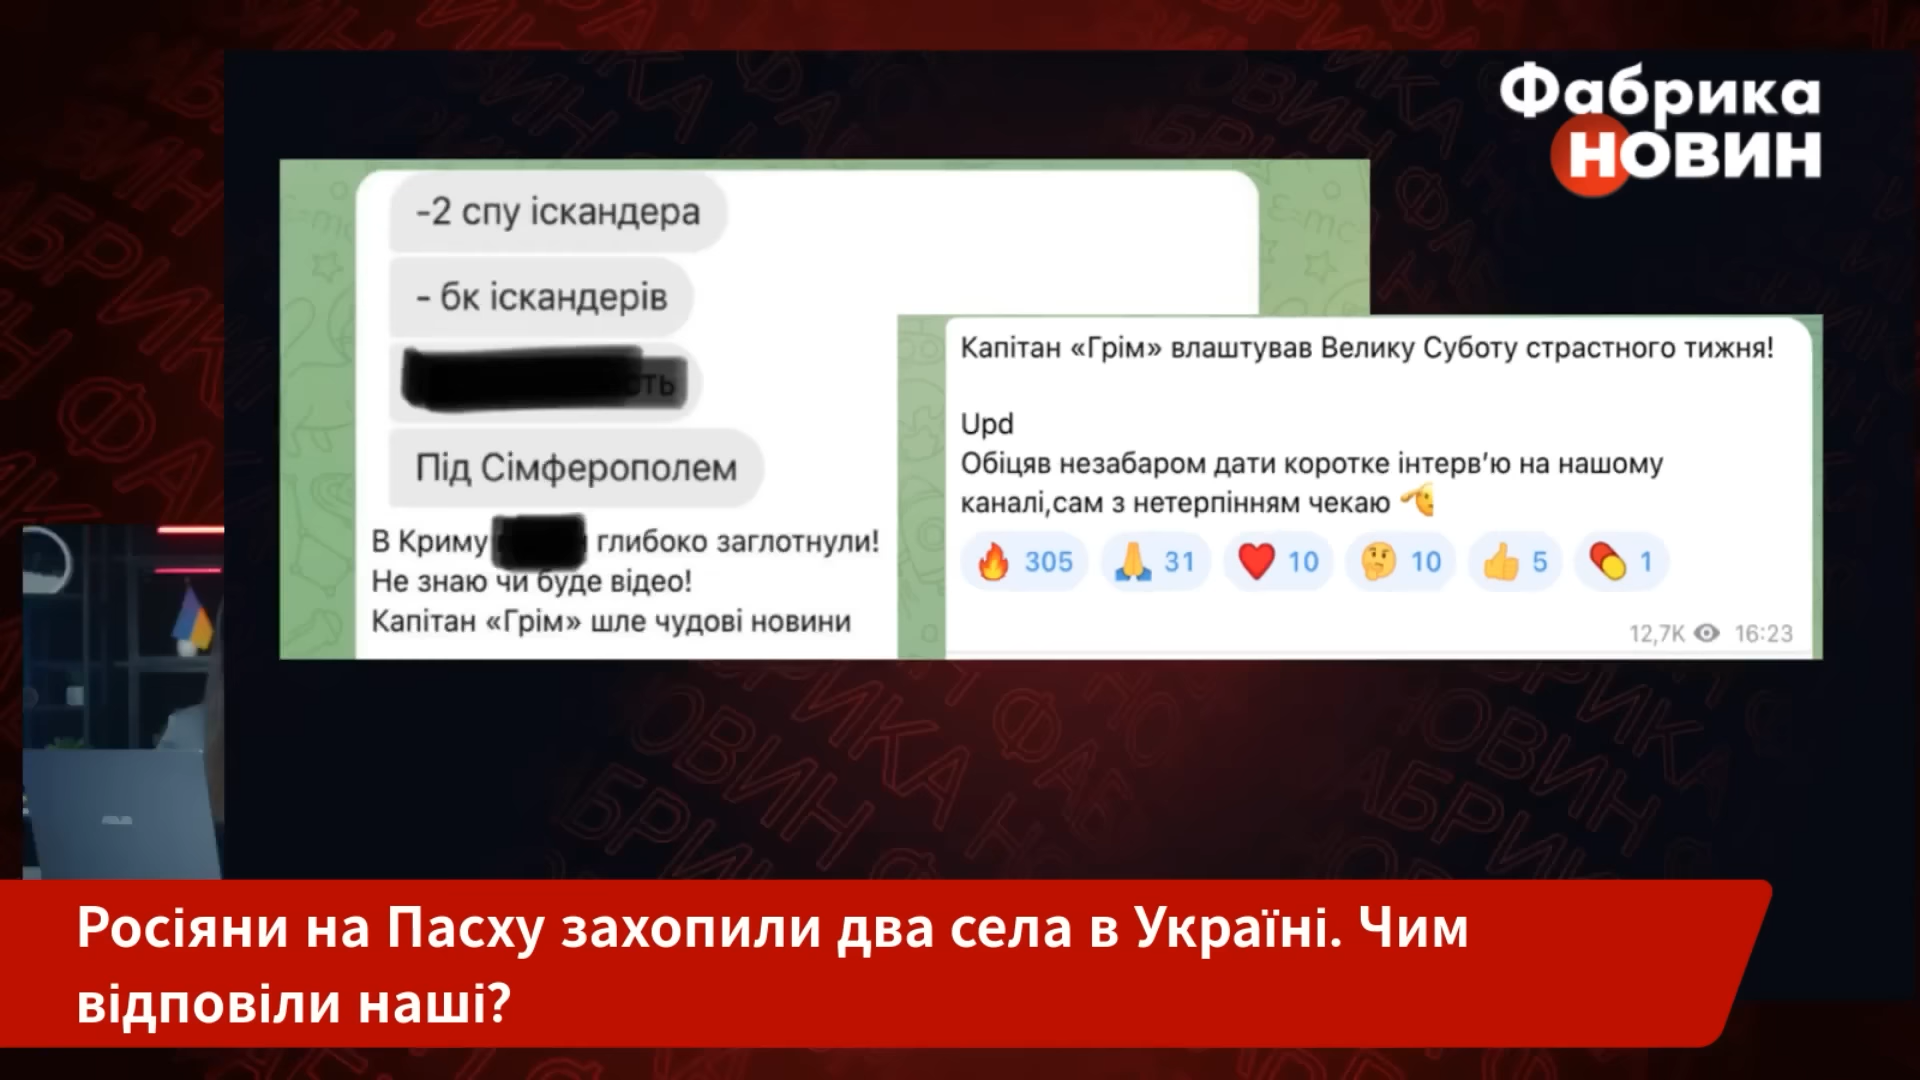 Фабрика
новин
-2 спу іскандера
- бк іскандерів
сть
Під Сімферополем
В Криму глибоко заглотнули!
Не знаю чи буде відео!
Капітан «Грім» шле чудові новини
Капітан «Грім» влаштував Велику Суботу страстного тижня!
Upd
Обіцяв незабаром дати коротке інтерв’ю на нашому
каналі,сам з нетерпінням чекаю
305 31 10 10 5 1
12,7K 16:23
Росіяни на Пасху захопили два села в Україні. Чим
відповіли наші?